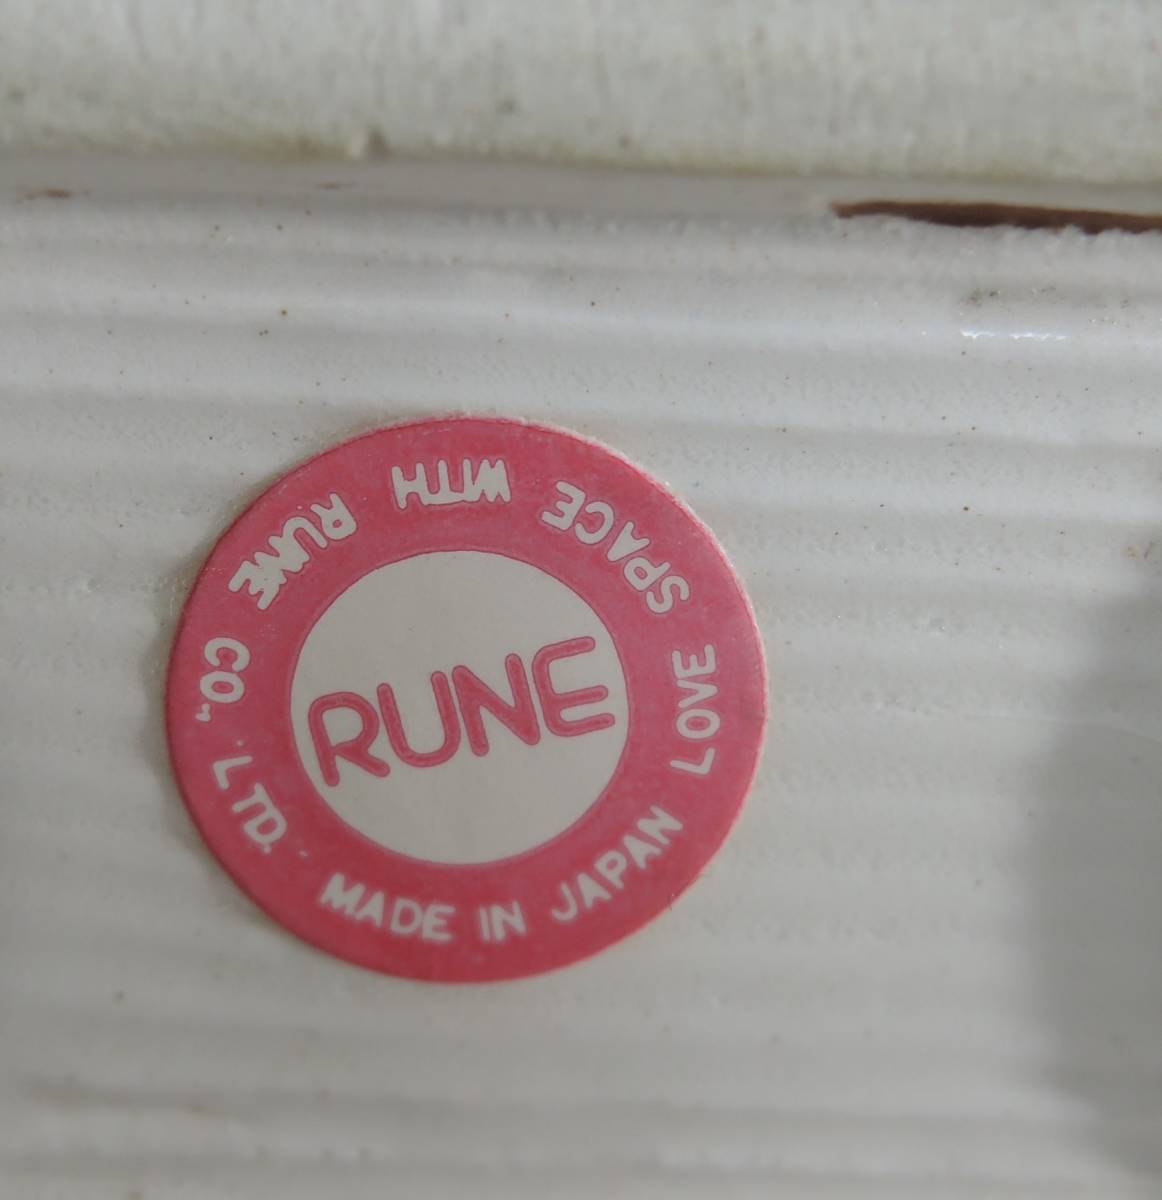 RUNE
MADE IN JAPAN LOVE SPACE WITH RUNE CO., LTD.